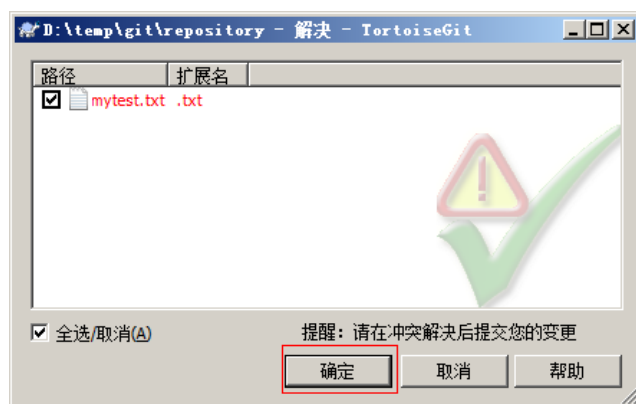 D:\temp\git\repository - 解决 - TortoiseGit
路径 扩展名
mytest.txt .txt
全选/取消(A) 提醒：请在冲突解决后提交您的变更
确定 取消 帮助